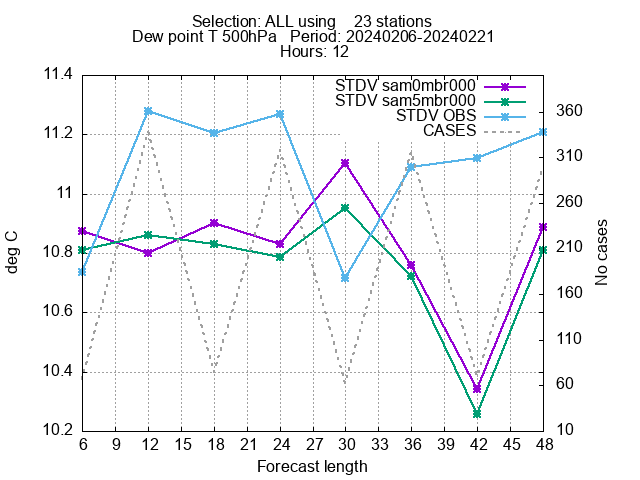 Selection: ALL using 23 stations
Dew point T 500hPa Period: 20240206-20240221
Hours: 12
STDV sam0mbr000
STDV sam5mbr000
STDV OBS
CASES
deg C
11.4
11.2
11
10.8
10.6
10.4
10.2
360
310
260
210
160
110
60
10
No cases
6 9 12 15 18 21 24 27 30 33 36 39 42 45 48
Forecast length